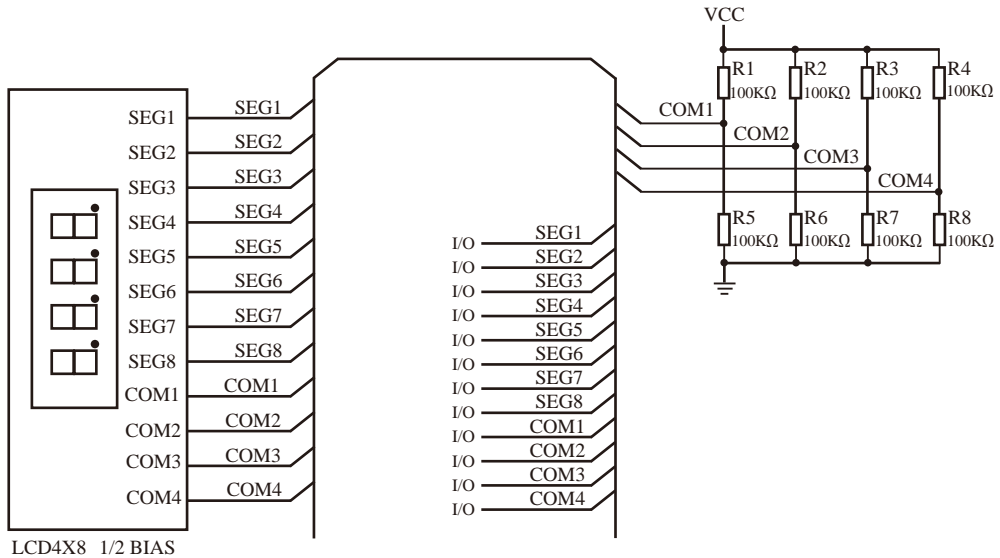 VCC
R1
100KΩ
R2
100KΩ
R3
100KΩ
R4
100KΩ
COM1
COM2
COM3
COM4
R5
100KΩ
R6
100KΩ
R7
100KΩ
R8
100KΩ
SEG1 SEG1
SEG2 SEG2
SEG3 SEG3
SEG4 SEG4
SEG5 SEG5
SEG6 SEG6
SEG7 SEG7
SEG8 SEG8
COM1 COM1
COM2 COM2
COM3 COM3
COM4 COM4
I/O SEG1
I/O SEG2
I/O SEG3
I/O SEG4
I/O SEG5
I/O SEG6
I/O SEG7
I/O SEG8
I/O COM1
I/O COM2
I/O COM3
I/O COM4
LCD4X8 1/2 BIAS